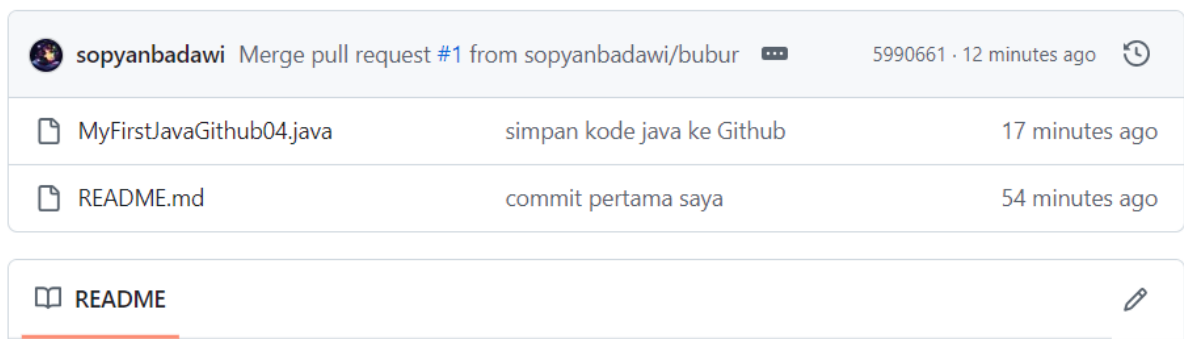 sopyanbadawi Merge pull request #1 from sopyanbadawi/bubur 5990661 · 12 minutes ago
MyFirstJavaGithub04.java simpan kode java ke Github 17 minutes ago
README.md commit pertama saya 54 minutes ago
README